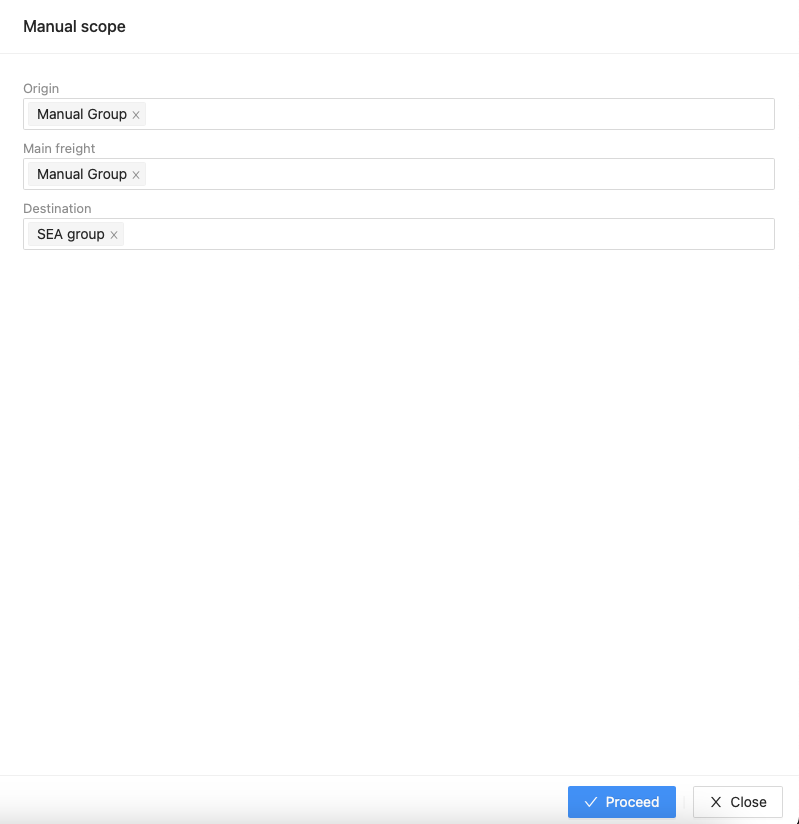 Manual scope
Origin
Manual Group
Main freight
Manual Group
Destination
SEA group
Proceed
Close